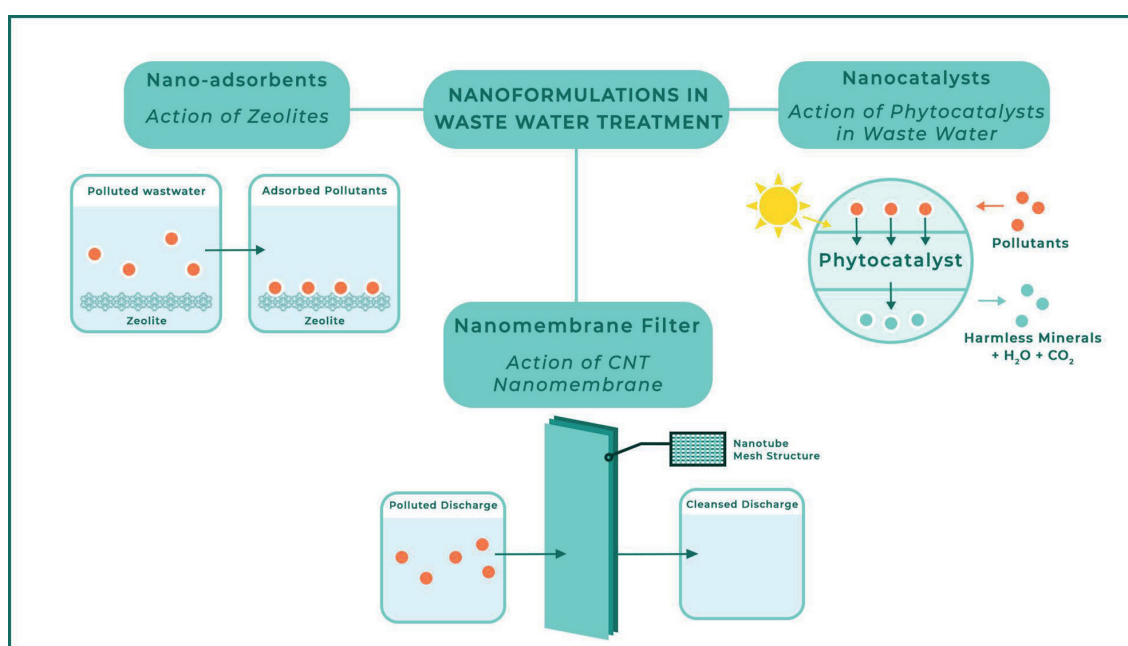 Nano-adsorbents
Action of Zeolites
NANOFORMULATIONS IN
WASTE WATER TREATMENT
Nanocatalysts
Action of Phytocatalysts
in Waste Water
Polluted wastwater
Zeolite
Adsorbed Pollutants
Zeolite
Phytocatalyst
Pollutants
Harmless Minerals
+ H₂O + CO₂
Nanomembrane Filter
Action of CNT
Nanomembrane
Nanotube
Mesh Structure
Polluted Discharge
Cleansed Discharge